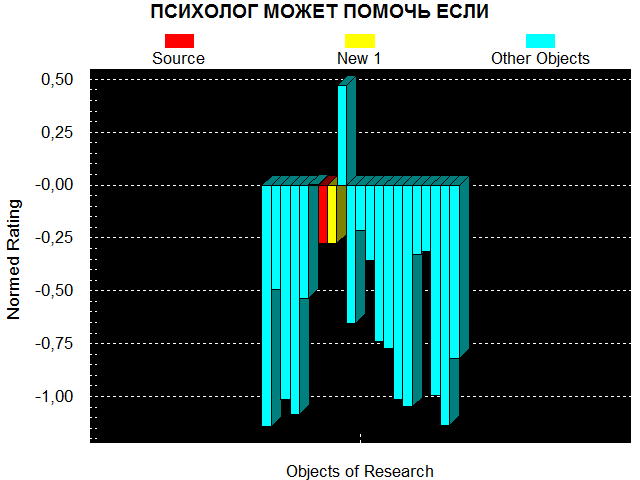 ПСИХОЛОГ МОЖЕТ ПОМОЧЬ ЕСЛИ
Source
New 1
Other Objects
0,50
0,25
-0,00
-0,25
-0,50
-0,75
-1,00
Normed Rating
Objects of Research